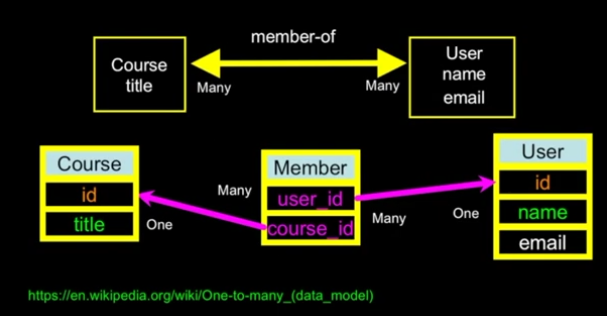 member-of
Course
title
Many
Many
User
name
email
Course
id
title
One
Many
Member
user_id
course_id
Many
One
User
id
name
email
https://en.wikipedia.org/wiki/One-to-many_(data_model)